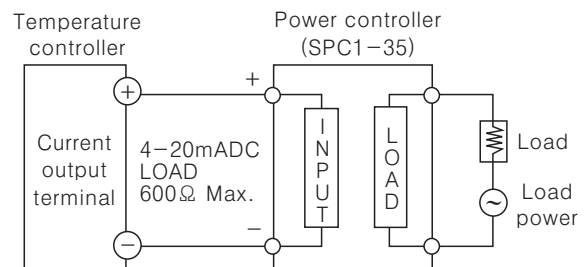 Temperature
controller
Power controller
(SPC1-35)
+
+
Current
output
terminal
4-20mADC
LOAD
600Ω Max.
INPUT
LOAD
Load
~
Load
power
−
−